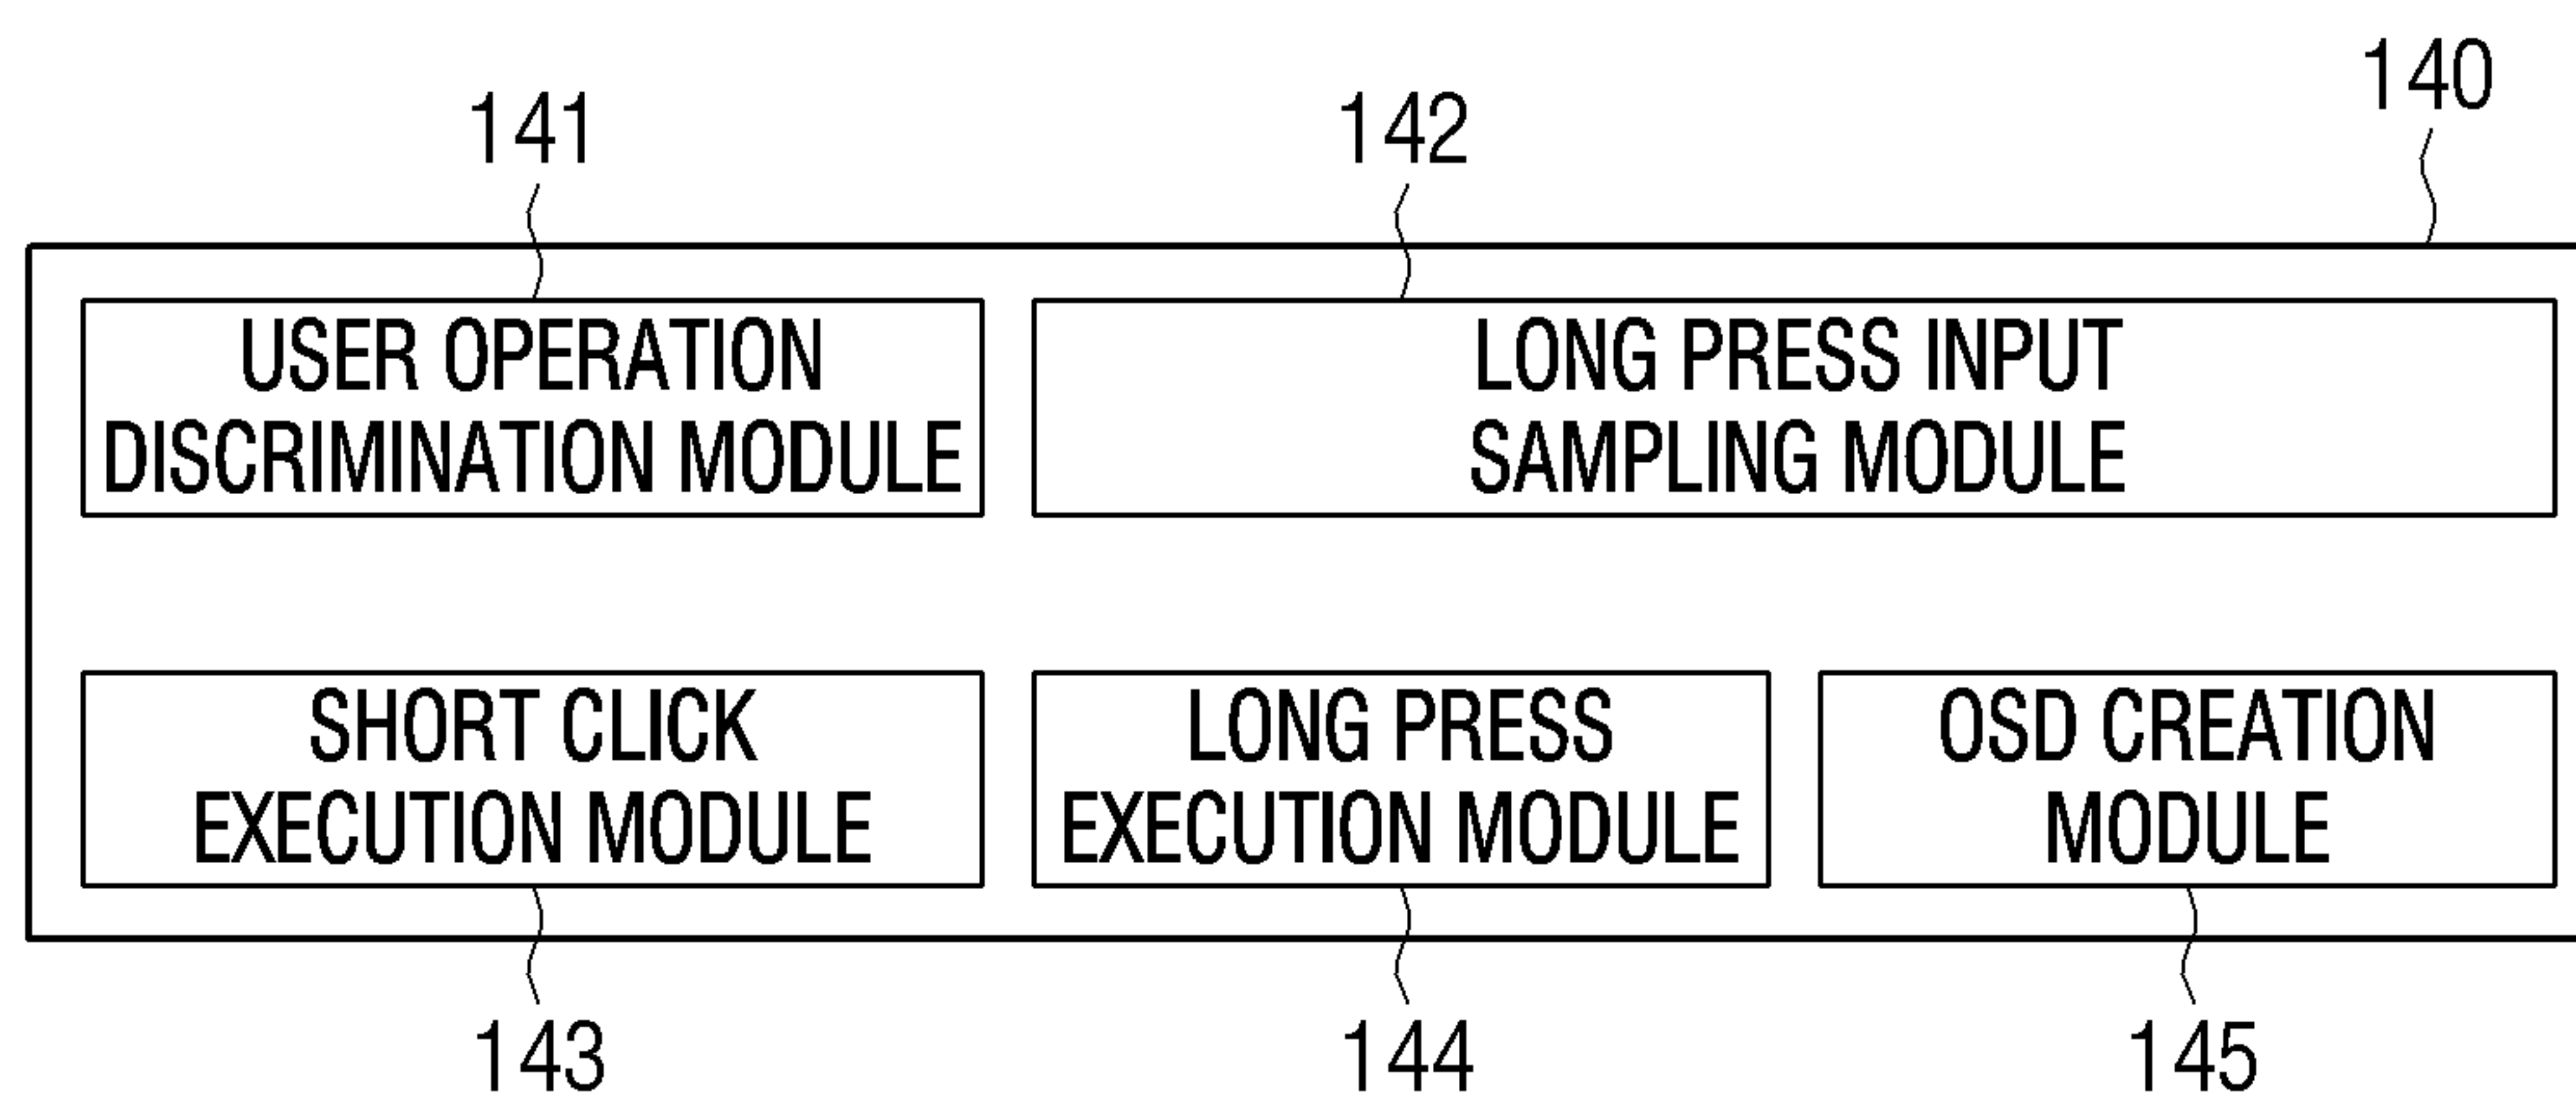 140
141
142
USER OPERATION
DISCRIMINATION MODULE
LONG PRESS INPUT
SAMPLING MODULE
SHORT CLICK
EXECUTION MODULE
LONG PRESS
EXECUTION MODULE
OSD CREATION
MODULE
143
144
145